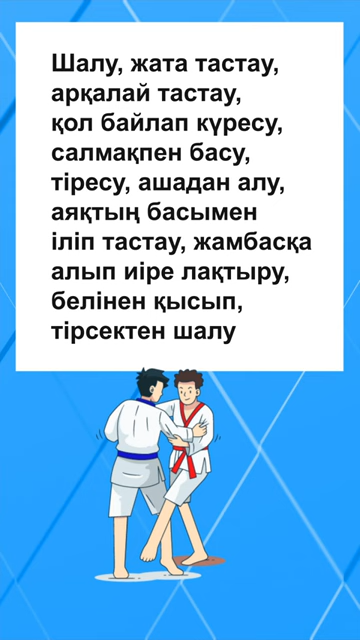 Шалу, жата тастау,
арқалай тастау,
қол байлап күресу,
салмақпен басу,
тіресу, ашадан алу,
аяқтың басымен
іліп тастау, жамбасқа
алып иіре лақтыру,
белінен қысып,
тірсектен шалу